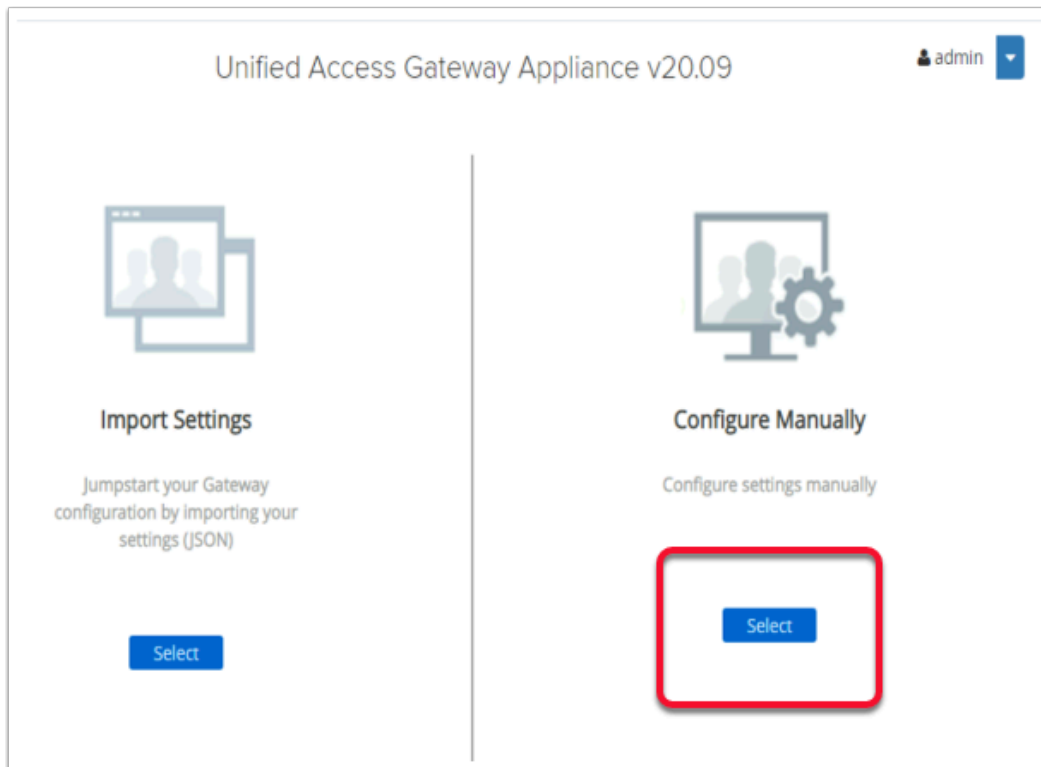 Unified Access Gateway Appliance v20.09
admin
Import Settings
Jumpstart your Gateway
configuration by importing your
settings (JSON)
Select
Configure Manually
Configure settings manually
Select